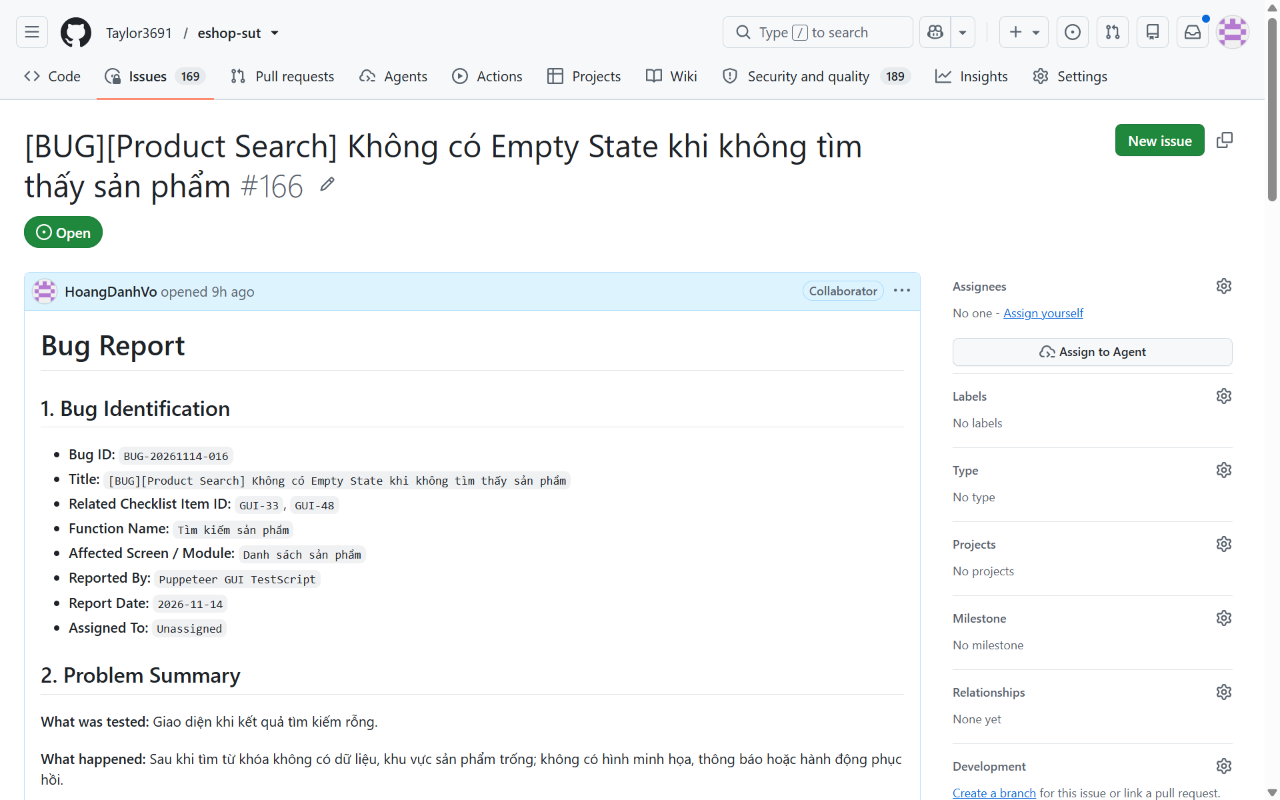 Taylor3691 / eshop-sut
Type / to search
Code
Issues 169
Pull requests
Agents
Actions
Projects
Wiki
Security and quality 189
Insights
Settings
[BUG][Product Search] Không có Empty State khi không tìm
thấy sản phẩm #166
New issue
Open
HoangDanhVo opened 9h ago
Collaborator
Bug Report
1. Bug Identification
Bug ID: BUG-20261114-016
Title: [BUG][Product Search] Không có Empty State khi không tìm thấy sản phẩm
Related Checklist Item ID: GUI-33, GUI-48
Function Name: Tìm kiếm sản phẩm
Affected Screen / Module: Danh sách sản phẩm
Reported By: Puppeteer GUI TestScript
Report Date: 2026-11-14
Assigned To: Unassigned
2. Problem Summary
What was tested: Giao diện khi kết quả tìm kiếm rỗng.
What happened: Sau khi tìm từ khóa không có dữ liệu, khu vực sản phẩm trống; không có hình minh họa, thông báo hoặc hành động phục
hồi.
Assignees
No one - Assign yourself
Assign to Agent
Labels
No labels
Type
No type
Projects
No projects
Milestone
No milestone
Relationships
None yet
Development
Create a branch for this issue or link a pull request.